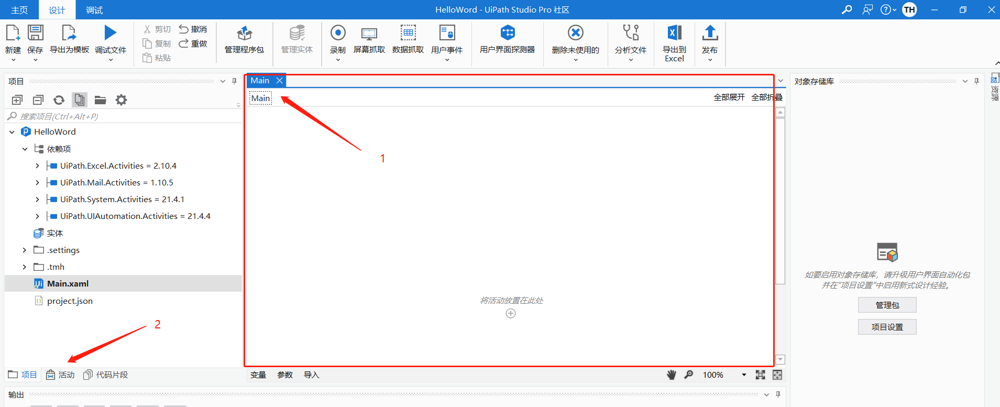 主页 设计 调试 HelloWord - UiPath Studio Pro 社区 TH
新建 保存 导出为模板 调试文件 剪切 复制 粘贴 撤消 重做 管理程序包 管理实体 录制 屏幕抓取 数据抓取 用户事件 用户界面探测器 删除未使用的 分析文件 导出到 Excel 发布
项目
搜索项目(Ctrl+Alt+P)
HelloWord
依赖项
UiPath.Excel.Activities = 2.10.4
UiPath.Mail.Activities = 1.10.5
UiPath.System.Activities = 21.4.1
UiPath.UIAutomation.Activities = 21.4.4
实体
.settings
.tmh
Main.xaml
project.json
2
项目 活动 代码片段
Main
Main 全部展开 全部折叠
1
将活动放置在此处
变量 参数 导入 100%
对象存储库
如要启用对象存储库，请升级用户界面自动化包
并在“项目设置”中启用新式设计经验。
管理包
项目设置
资源
输出